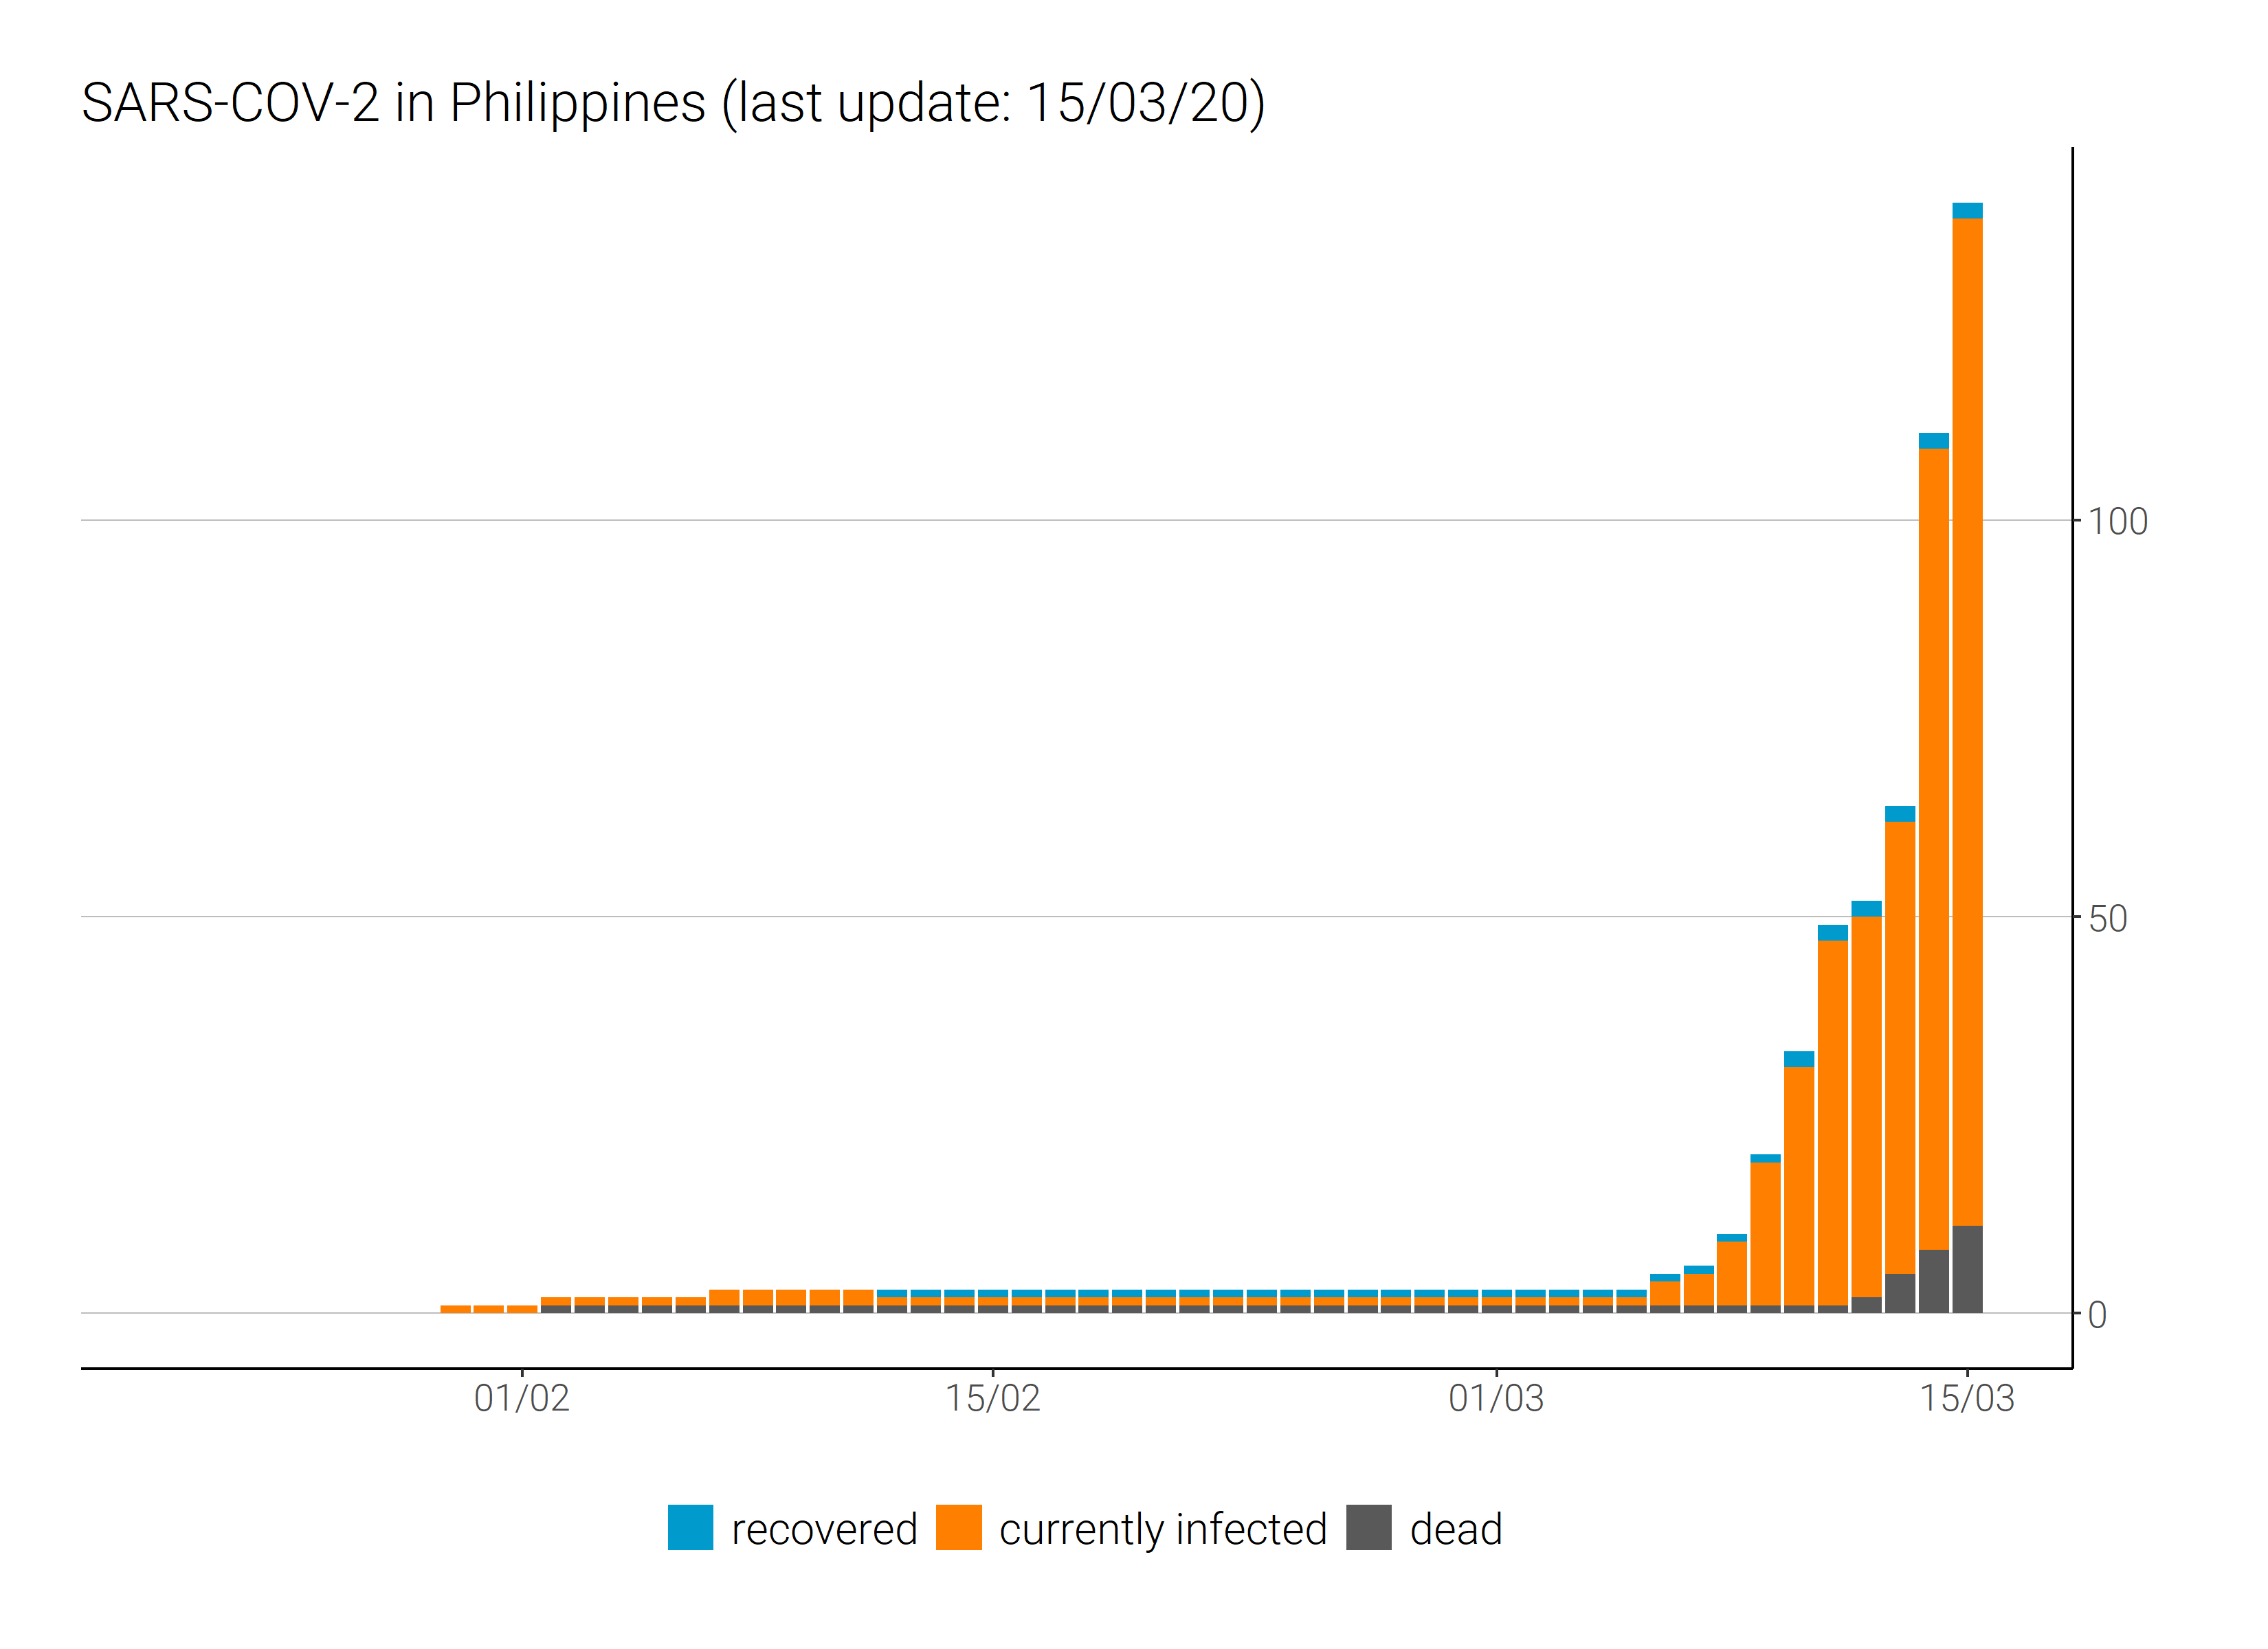 SARS-COV-2 in Philippines (last update: 15/03/20)
100
50
0
01/02 15/02 01/03 15/03
recovered currently infected dead